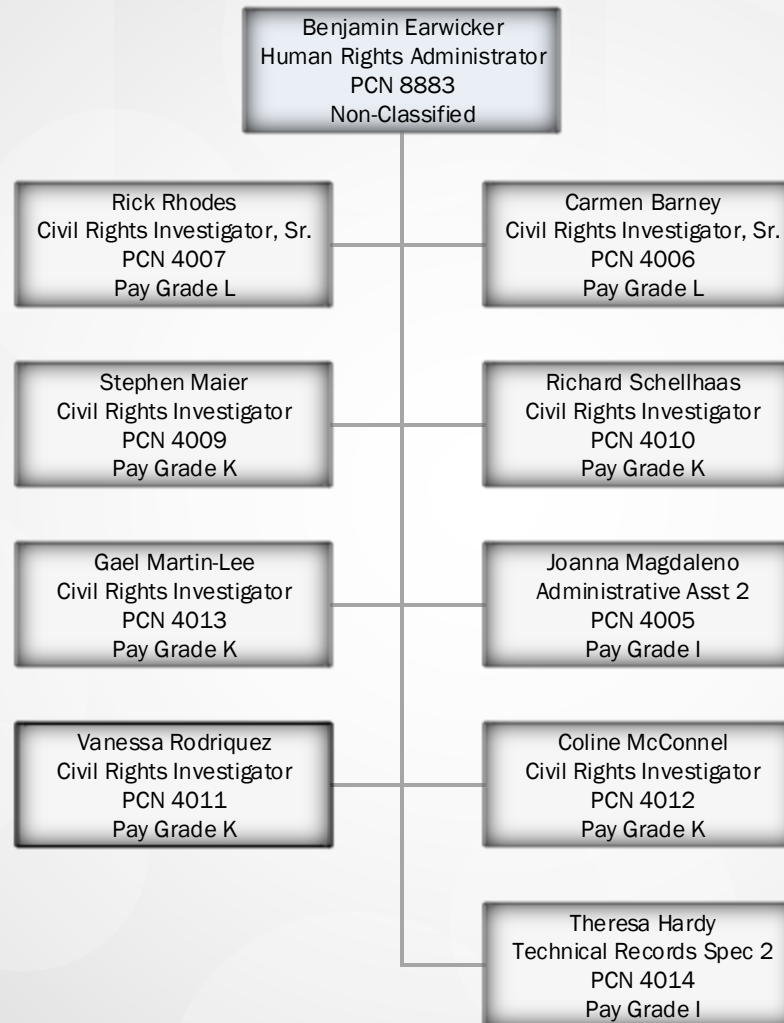 Benjamin Earwicker
Human Rights Administrator
PCN 8883
Non-Classified
Rick Rhodes
Civil Rights Investigator, Sr.
PCN 4007
Pay Grade L
Carmen Barney
Civil Rights Investigator, Sr.
PCN 4006
Pay Grade L
Stephen Maier
Civil Rights Investigator
PCN 4009
Pay Grade K
Richard Schellhaas
Civil Rights Investigator
PCN 4010
Pay Grade K
Gael Martin-Lee
Civil Rights Investigator
PCN 4013
Pay Grade K
Joanna Magdaleno
Administrative Asst 2
PCN 4005
Pay Grade I
Vanessa Rodriquez
Civil Rights Investigator
PCN 4011
Pay Grade K
Coline McConnel
Civil Rights Investigator
PCN 4012
Pay Grade K
Theresa Hardy
Technical Records Spec 2
PCN 4014
Pay Grade I